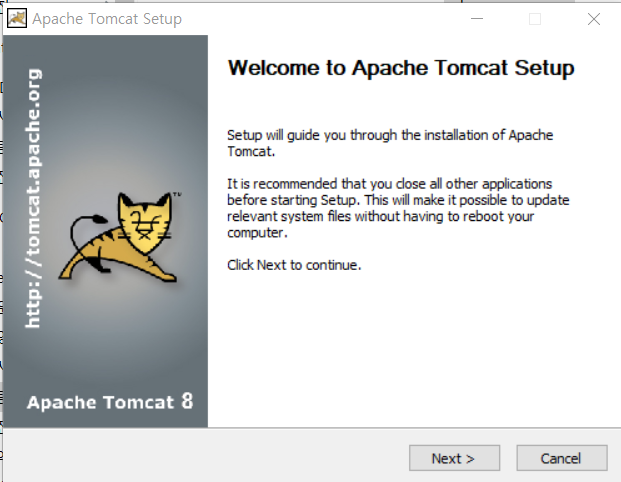 Apache Tomcat Setup
http://tomcat.apache.org
TM
Apache Tomcat 8
Welcome to Apache Tomcat Setup
Setup will guide you through the installation of Apache
Tomcat.
It is recommended that you close all other applications
before starting Setup. This will make it possible to update
relevant system files without having to reboot your
computer.
Click Next to continue.
Next >
Cancel